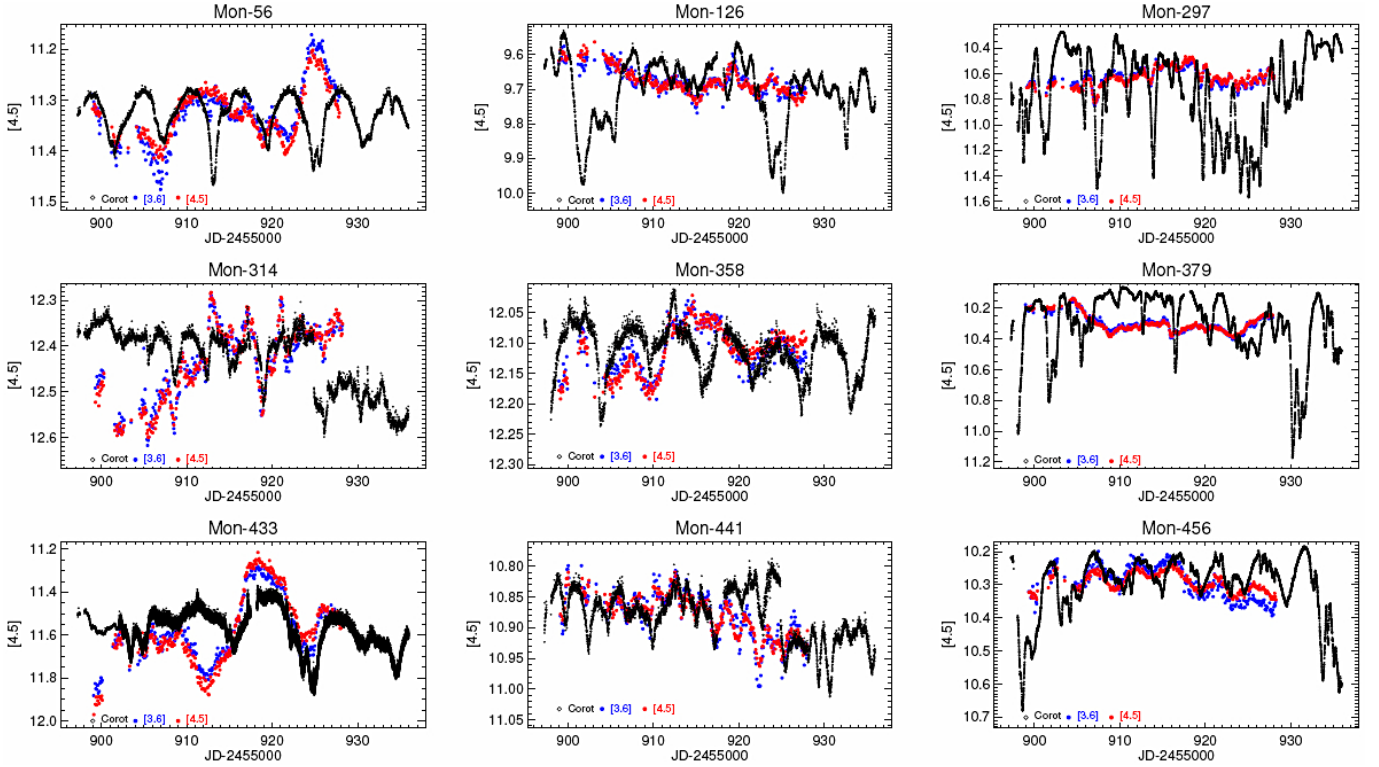 Mon-56
Mon-126
Mon-297
[4.5]
11.2
11.3
11.4
11.5
Corot [3.6] [4.5]
900 910 920 930
JD-2455000
[4.5]
9.6
9.7
9.8
9.9
10.0
Corot [3.6] [4.5]
900 910 920 930
JD-2455000
[4.5]
10.4
10.6
10.8
11.0
11.2
11.4
11.6
Corot [3.6] [4.5]
900 910 920 930
JD-2455000
Mon-314
Mon-358
Mon-379
[4.5]
12.3
12.4
12.5
12.6
Corot [3.6] [4.5]
900 910 920 930
JD-2455000
[4.5]
12.05
12.10
12.15
12.20
12.25
12.30
Corot [3.6] [4.5]
900 910 920 930
JD-2455000
[4.5]
10.2
10.4
10.6
10.8
11.0
11.2
Corot [3.6] [4.5]
900 910 920 930
JD-2455000
Mon-433
Mon-441
Mon-456
[4.5]
11.2
11.4
11.6
11.8
12.0
Corot [3.6] [4.5]
900 910 920 930
JD-2455000
[4.5]
10.80
10.85
10.90
10.95
11.00
11.05
Corot [3.6] [4.5]
900 910 920 930
JD-2455000
[4.5]
10.2
10.3
10.4
10.5
10.6
10.7
Corot [3.6] [4.5]
900 910 920 930
JD-2455000